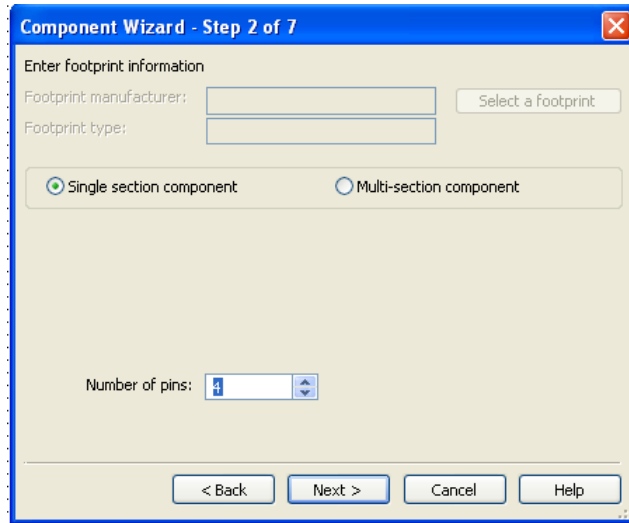 Component Wizard - Step 2 of 7
Enter footprint information
Footprint manufacturer:
Select a footprint
Footprint type:
Single section component
Multi-section component
Number of pins: 4
< Back
Next >
Cancel
Help